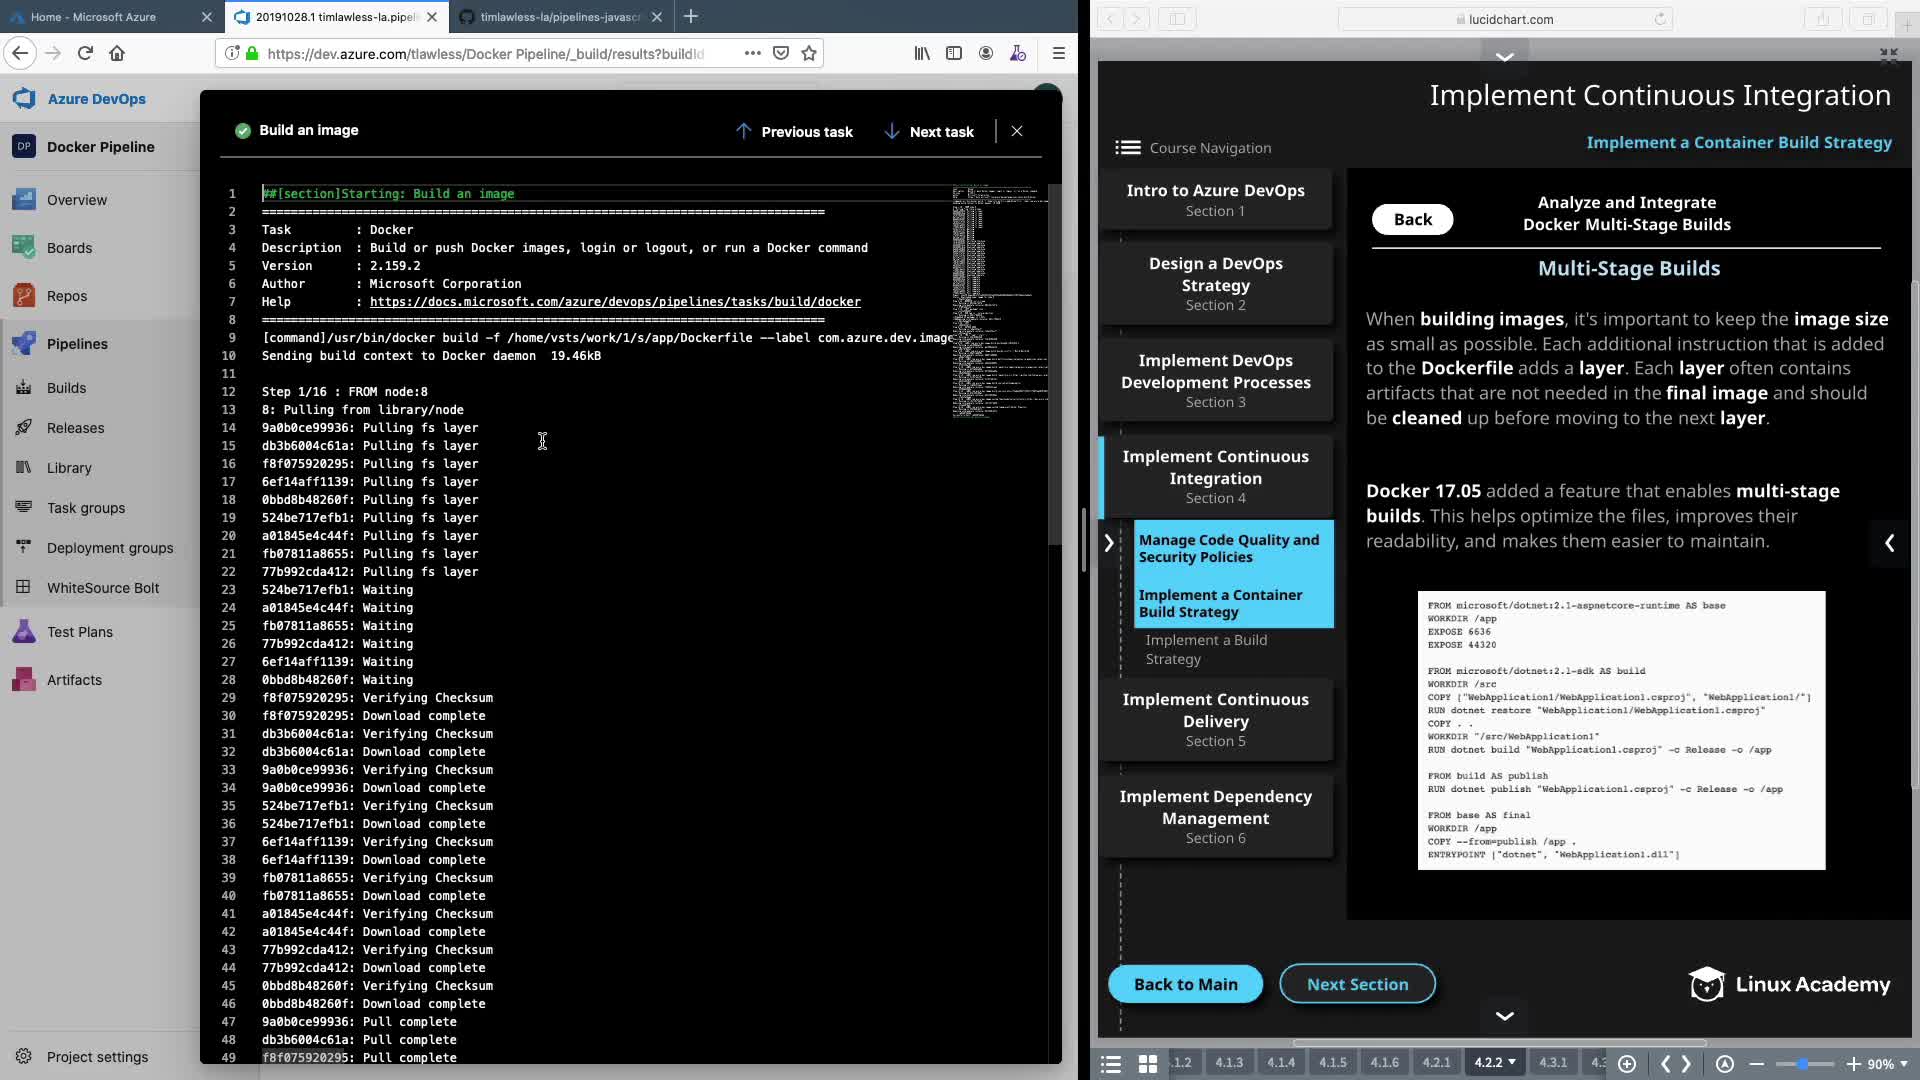 Home - Microsoft Azure
20191028.1 timlawless-la.pipeli
timlawless-la/pipelines-javasc
https://dev.azure.com/tlawless/Docker Pipeline/_build/results?buildId
Azure DevOps
DP Docker Pipeline
Overview
Boards
Repos
Pipelines
Builds
Releases
Library
Task groups
Deployment groups
WhiteSource Bolt
Test Plans
Artifacts
Project settings
Build an image
Previous task
Next task
1 ##[section]Starting: Build an image
2 ==============================================================================
3 Task         : Docker
4 Description  : Build or push Docker images, login or logout, or run a Docker command
5 Version      : 2.159.2
6 Author       : Microsoft Corporation
7 Help         : https://docs.microsoft.com/azure/devops/pipelines/tasks/build/docker
8 ==============================================================================
9 [command]/usr/bin/docker build -f /home/vsts/work/1/s/app/Dockerfile --label com.azure.dev.image
10 Sending build context to Docker daemon  19.46kB
11
12 Step 1/16 : FROM node:8
13 8: Pulling from library/node
14 9a0b0ce99936: Pulling fs layer
15 db3b6004c61a: Pulling fs layer
16 f8f075920295: Pulling fs layer
17 6ef14aff1139: Pulling fs layer
18 0bbd8b48260f: Pulling fs layer
19 524be717efb1: Pulling fs layer
20 a01845e4c44f: Pulling fs layer
21 fb07811a8655: Pulling fs layer
22 77b992cda412: Pulling fs layer
23 524be717efb1: Waiting
24 a01845e4c44f: Waiting
25 fb07811a8655: Waiting
26 77b992cda412: Waiting
27 6ef14aff1139: Waiting
28 0bbd8b48260f: Waiting
29 f8f075920295: Verifying Checksum
30 f8f075920295: Download complete
31 db3b6004c61a: Verifying Checksum
32 db3b6004c61a: Download complete
33 9a0b0ce99936: Verifying Checksum
34 9a0b0ce99936: Download complete
35 524be717efb1: Verifying Checksum
36 524be717efb1: Download complete
37 6ef14aff1139: Verifying Checksum
38 6ef14aff1139: Download complete
39 fb07811a8655: Verifying Checksum
40 fb07811a8655: Download complete
41 a01845e4c44f: Verifying Checksum
42 a01845e4c44f: Download complete
43 77b992cda412: Verifying Checksum
44 77b992cda412: Download complete
45 0bbd8b48260f: Verifying Checksum
46 0bbd8b48260f: Download complete
47 9a0b0ce99936: Pull complete
48 db3b6004c61a: Pull complete
49 f8f075920295: Pull complete
lucidchart.com
Implement Continuous Integration
Implement a Container Build Strategy
Course Navigation
Intro to Azure DevOps
Section 1
Design a DevOps
Strategy
Section 2
Implement DevOps
Development Processes
Section 3
Implement Continuous
Integration
Section 4
Manage Code Quality and
Security Policies
Implement a Container
Build Strategy
Implement a Build
Strategy
Implement Continuous
Delivery
Section 5
Implement Dependency
Management
Section 6
Back
Analyze and Integrate
Docker Multi-Stage Builds
Multi-Stage Builds
When building images, it's important to keep the image size
as small as possible. Each additional instruction that is added
to the Dockerfile adds a layer. Each layer often contains
artifacts that are not needed in the final image and should
be cleaned up before moving to the next layer.
Docker 17.05 added a feature that enables multi-stage
builds. This helps optimize the files, improves their
readability, and makes them easier to maintain.
FROM microsoft/dotnet:2.1-aspnetcore-runtime AS base
WORKDIR /app
EXPOSE 6636
EXPOSE 44320
FROM microsoft/dotnet:2.1-sdk AS build
WORKDIR /src
COPY ["WebApplication1/WebApplication1.csproj", "WebApplication1/"]
RUN dotnet restore "WebApplication1/WebApplication1.csproj"
COPY . .
WORKDIR "/src/WebApplication1"
RUN dotnet build "WebApplication1.csproj" -c Release -o /app
FROM build AS publish
RUN dotnet publish "WebApplication1.csproj" -c Release -o /app
FROM base AS final
WORKDIR /app
COPY --from=publish /app .
ENTRYPOINT ["dotnet", "WebApplication1.dll"]
Back to Main
Next Section
Linux Academy
.1.2 4.1.3 4.1.4 4.1.5 4.1.6 4.2.1 4.2.2 4.3.1 4.3
90%